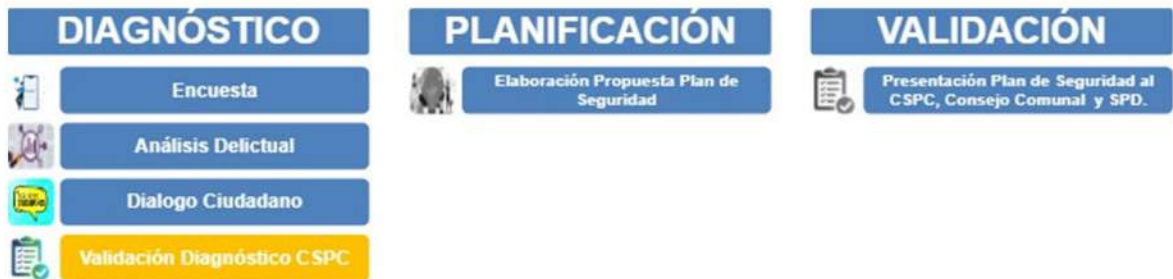 DIAGNÓSTICO
Encuesta
Análisis Delictual
Dialogo Ciudadano
Validación Diagnóstico CSPC
PLANIFICACIÓN
Elaboración Propuesta Plan de
Seguridad
VALIDACIÓN
Presentación Plan de Seguridad al
CSPC, Consejo Comunal y SPD.